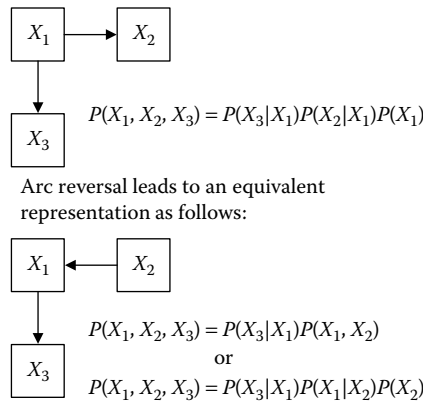 X₁ X₂
P(X₁, X₂, X₃) = P(X₃|X₁)P(X₂|X₁)P(X₁)
X₃
Arc reversal leads to an equivalent
representation as follows:
X₁ X₂
P(X₁, X₂, X₃) = P(X₃|X₁)P(X₁, X₂)
or
X₃
P(X₁, X₂, X₃) = P(X₃|X₁)P(X₁|X₂)P(X₂)